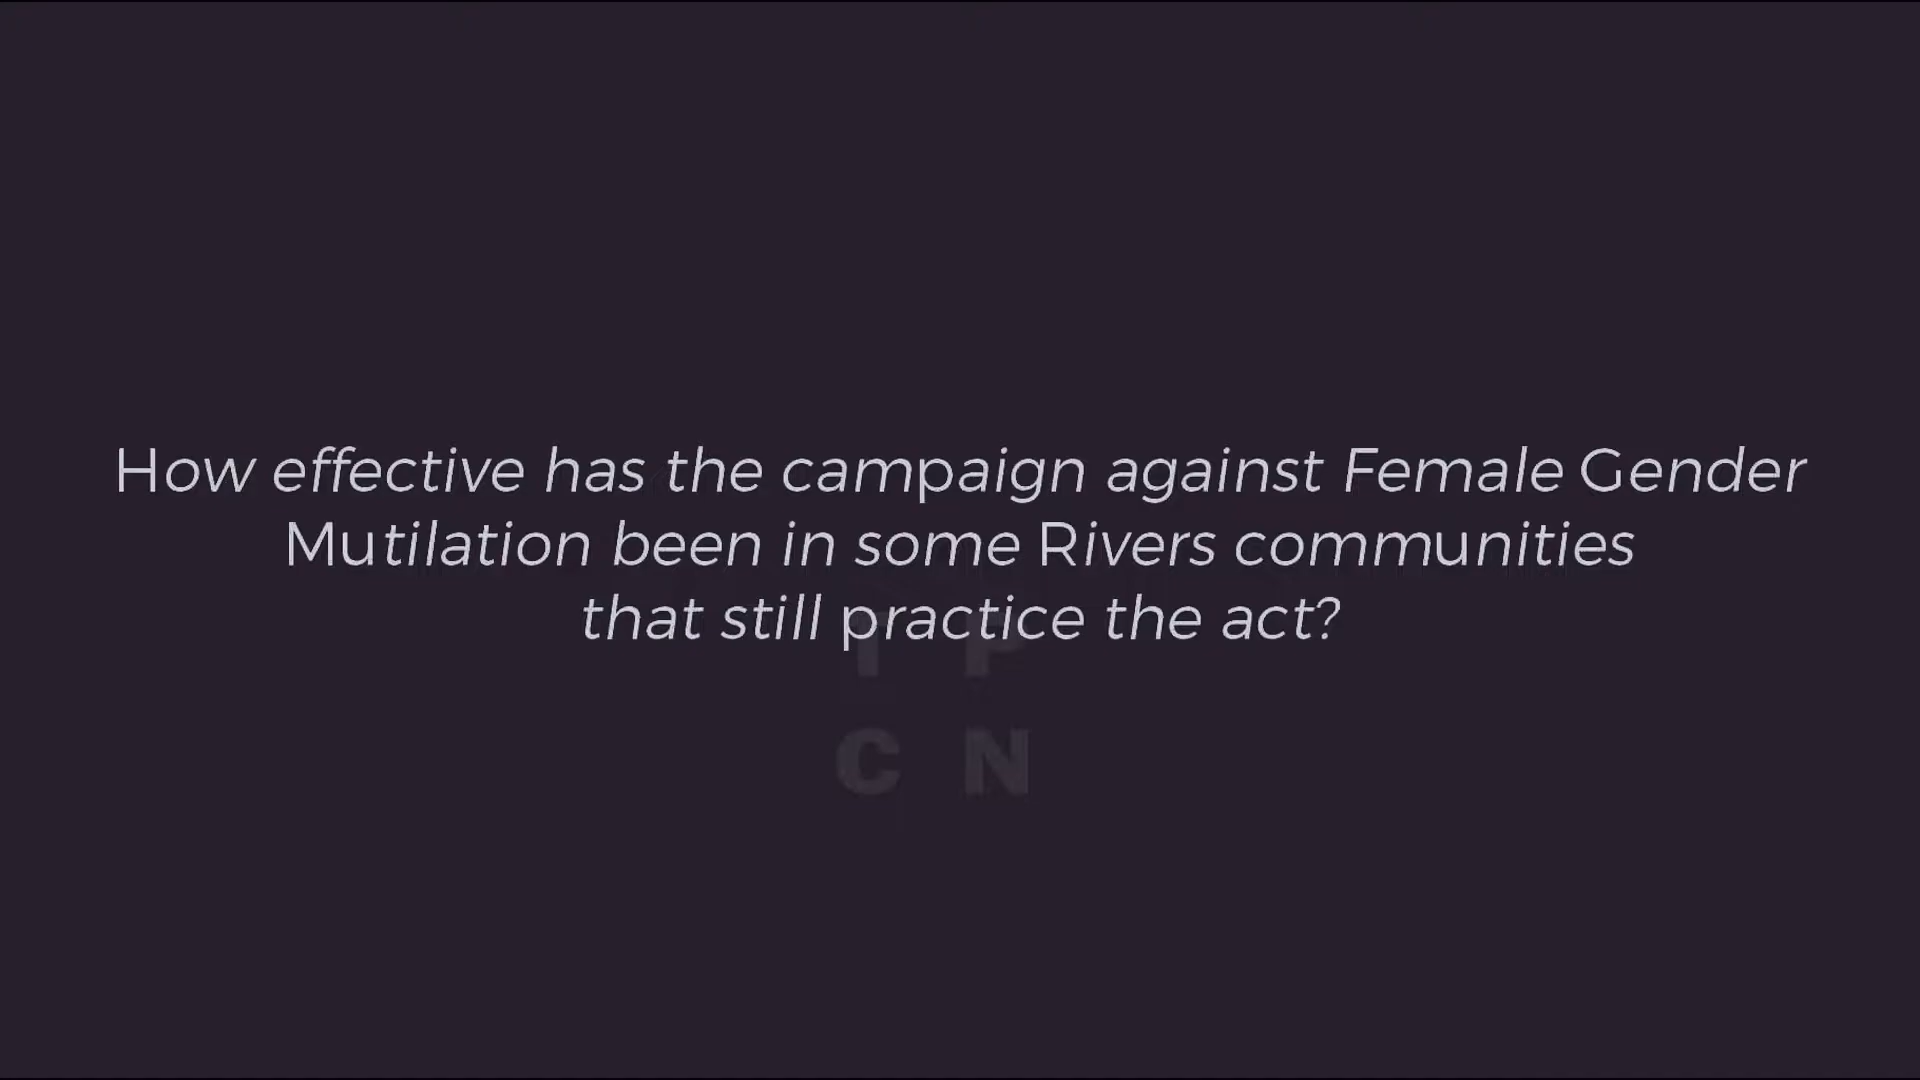 How effective has the campaign against Female Gender
Mutilation been in some Rivers communities
that still practice the act?
T P
C N